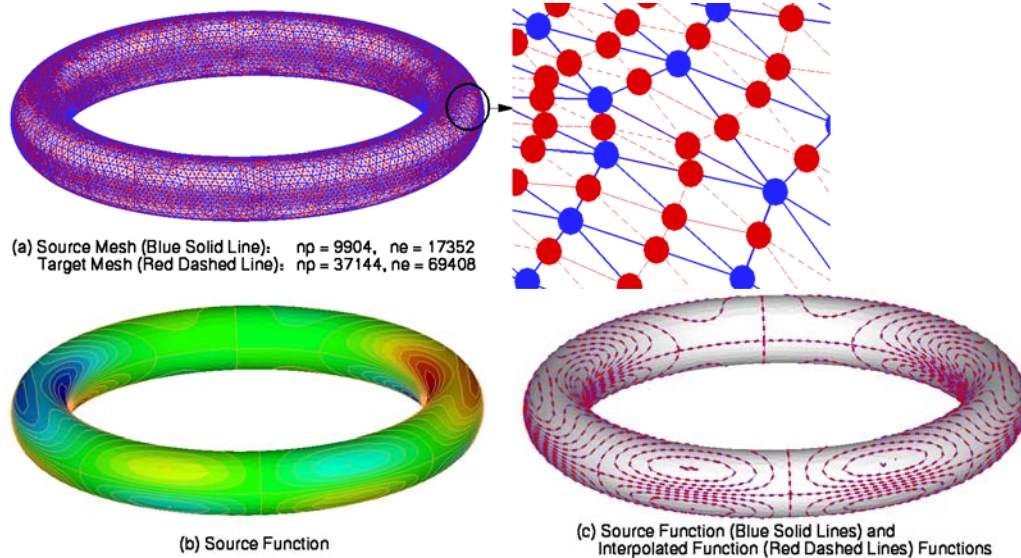 (a) Source Mesh (Blue Solid Line): np = 9904, ne = 17352
Target Mesh (Red Dashed Line): np = 37144, ne = 69408
(b) Source Function
(c) Source Function (Blue Solid Lines) and
Interpolated Function (Red Dashed Lines) Functions